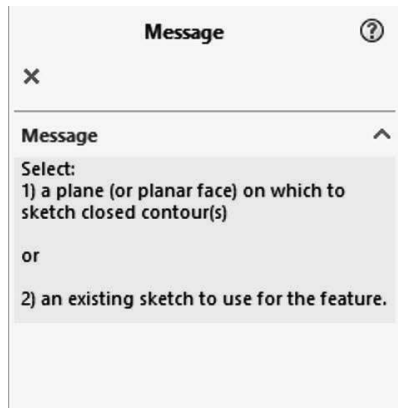 Message
Message
Select:
1) a plane (or planar face) on which to
sketch closed contour(s)
or
2) an existing sketch to use for the feature.